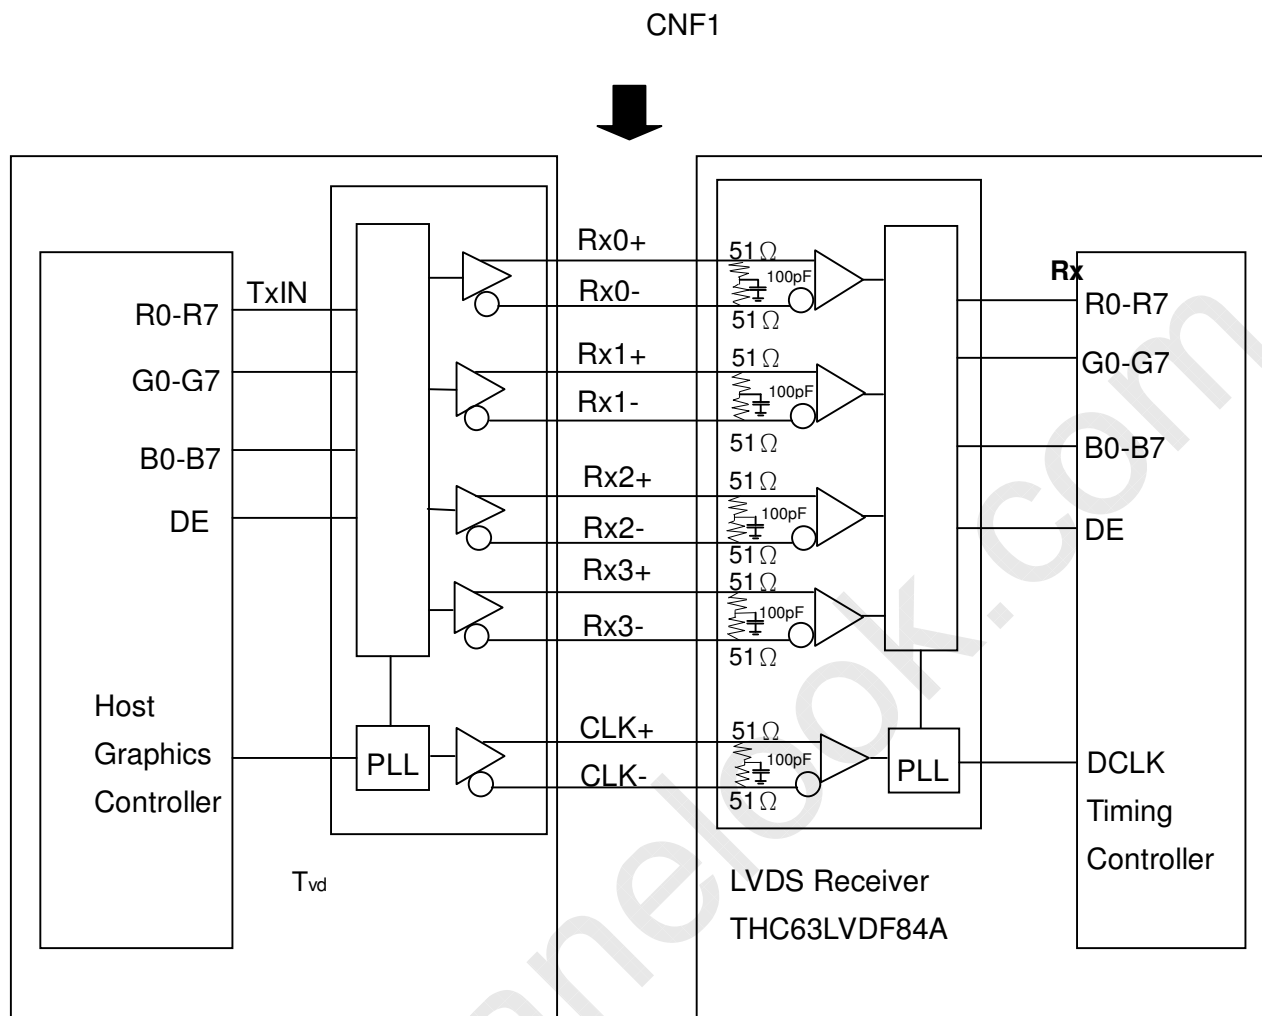 CNF1
Host
Graphics
Controller
R0-R7
G0-G7
B0-B7
DE
TxIN
PLL
Tvd
Rx0+
Rx0-
Rx1+
Rx1-
Rx2+
Rx2-
Rx3+
Rx3-
CLK+
CLK-
51Ω
100pF
51Ω
51Ω
100pF
51Ω
51Ω
100pF
51Ω
51Ω
100pF
51Ω
51Ω
100pF
51Ω
PLL
LVDS Receiver
THC63LVDF84A
Rx
R0-R7
G0-G7
B0-B7
DE
DCLK
Timing
Controller
anelook.com